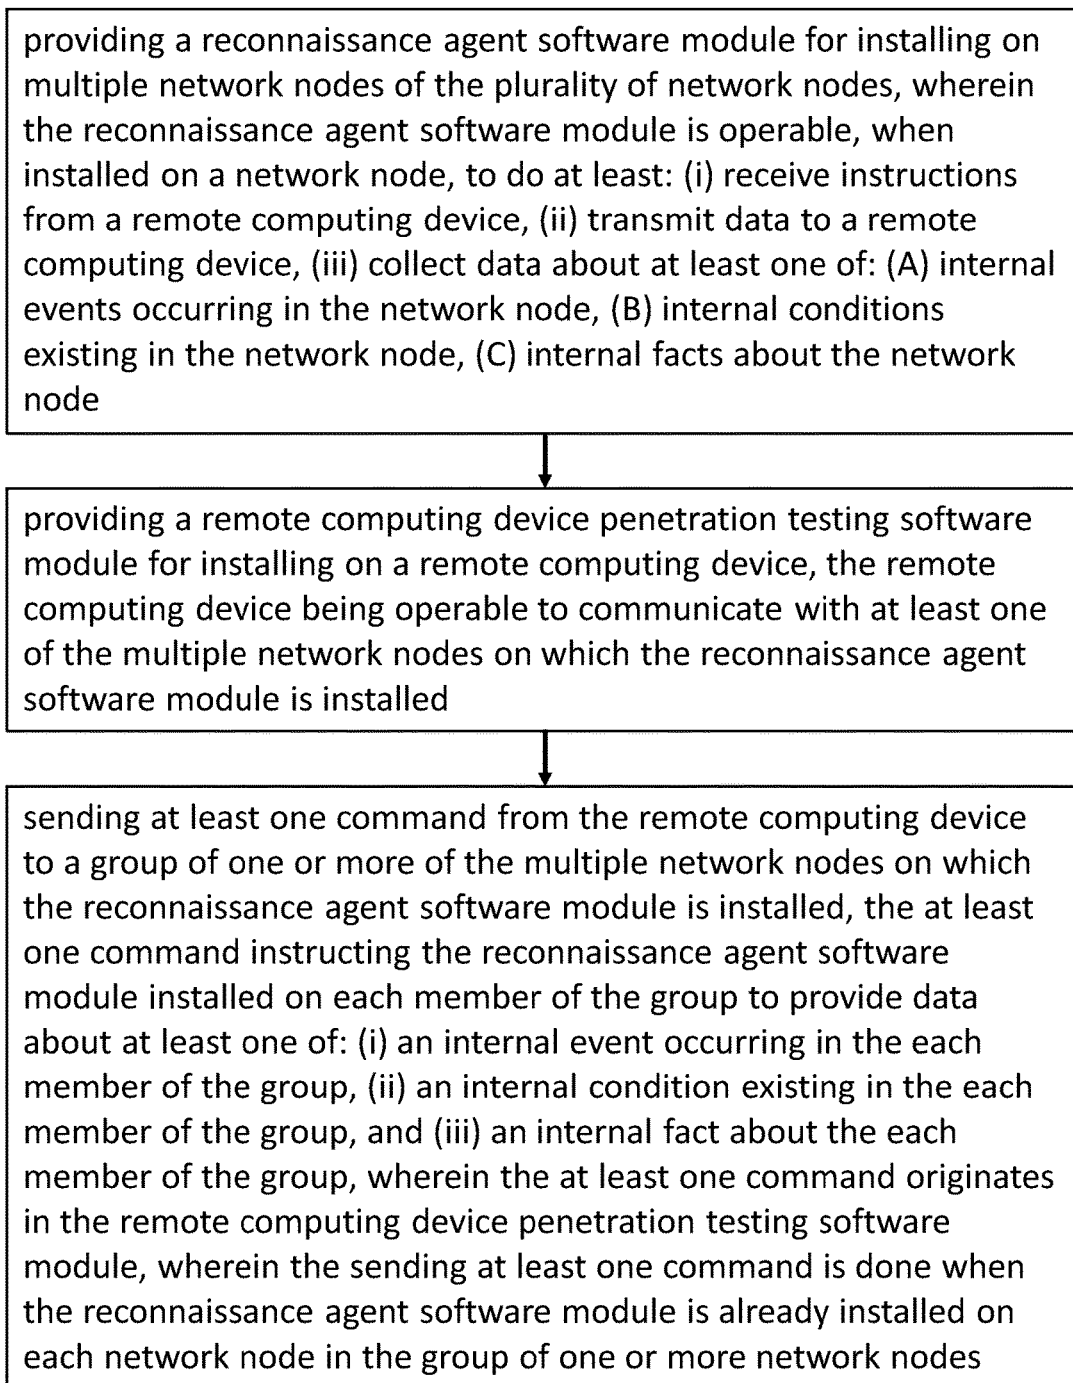 providing a reconnaissance agent software module for installing on
multiple network nodes of the plurality of network nodes, wherein
the reconnaissance agent software module is operable, when
installed on a network node, to do at least: (i) receive instructions
from a remote computing device, (ii) transmit data to a remote
computing device, (iii) collect data about at least one of: (A) internal
events occurring in the network node, (B) internal conditions
existing in the network node, (C) internal facts about the network
node
providing a remote computing device penetration testing software
module for installing on a remote computing device, the remote
computing device being operable to communicate with at least one
of the multiple network nodes on which the reconnaissance agent
software module is installed
sending at least one command from the remote computing device
to a group of one or more of the multiple network nodes on which
the reconnaissance agent software module is installed, the at least
one command instructing the reconnaissance agent software
module installed on each member of the group to provide data
about at least one of: (i) an internal event occurring in the each
member of the group, (ii) an internal condition existing in the each
member of the group, and (iii) an internal fact about the each
member of the group, wherein the at least one command originates
in the remote computing device penetration testing software
module, wherein the sending at least one command is done when
the reconnaissance agent software module is already installed on
each network node in the group of one or more network nodes